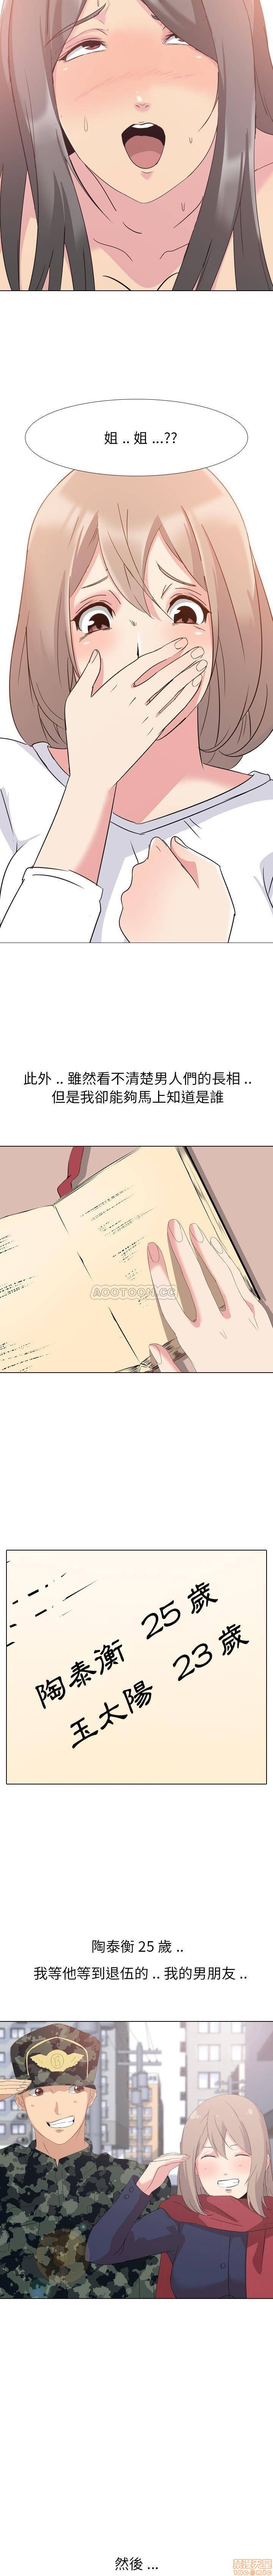 姐 .. 姐 ...??
此外 .. 雖然看不清楚男人們的長相 ..
但是我卻能夠馬上知道是誰
AOOTOON.CC
陶泰衡 25歲
玉太陽 23歲
陶泰衡 25 歲 ..
我等他等到退伍的 .. 我的男朋友 ..
然後 ...